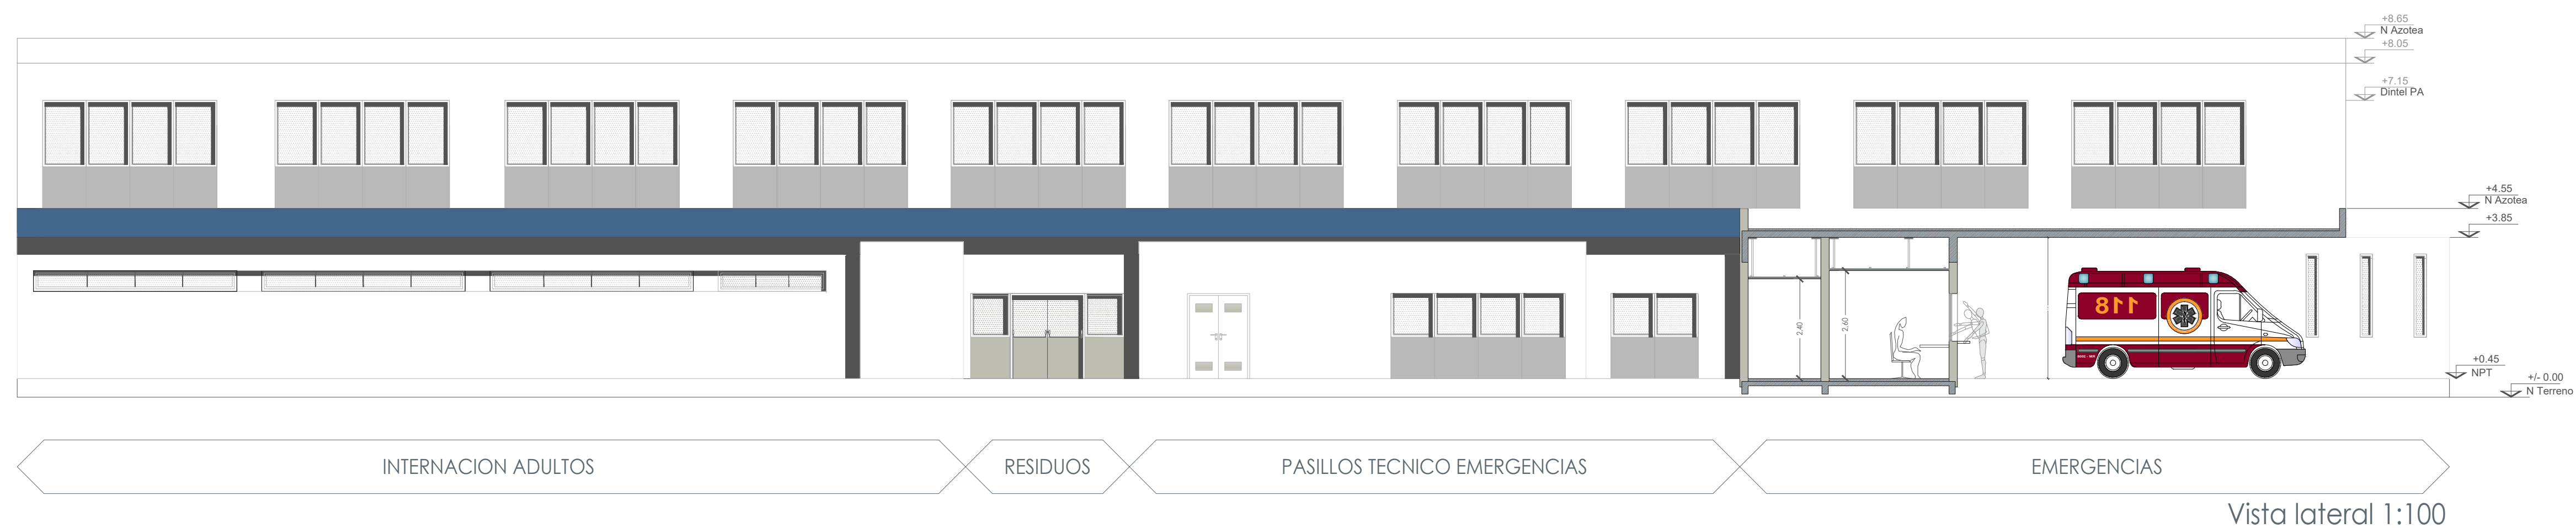 +8.65
N Azotea
+8.05
+7.15
Dintel PA
+4.55
N Azotea
+3.85
2,40
2,60
811
+0.45
NPT
+/- 0.00
N Terreno
INTERNACION ADULTOS
RESIDUOS
PASILLOS TECNICO EMERGENCIAS
EMERGENCIAS
Vista lateral 1:100